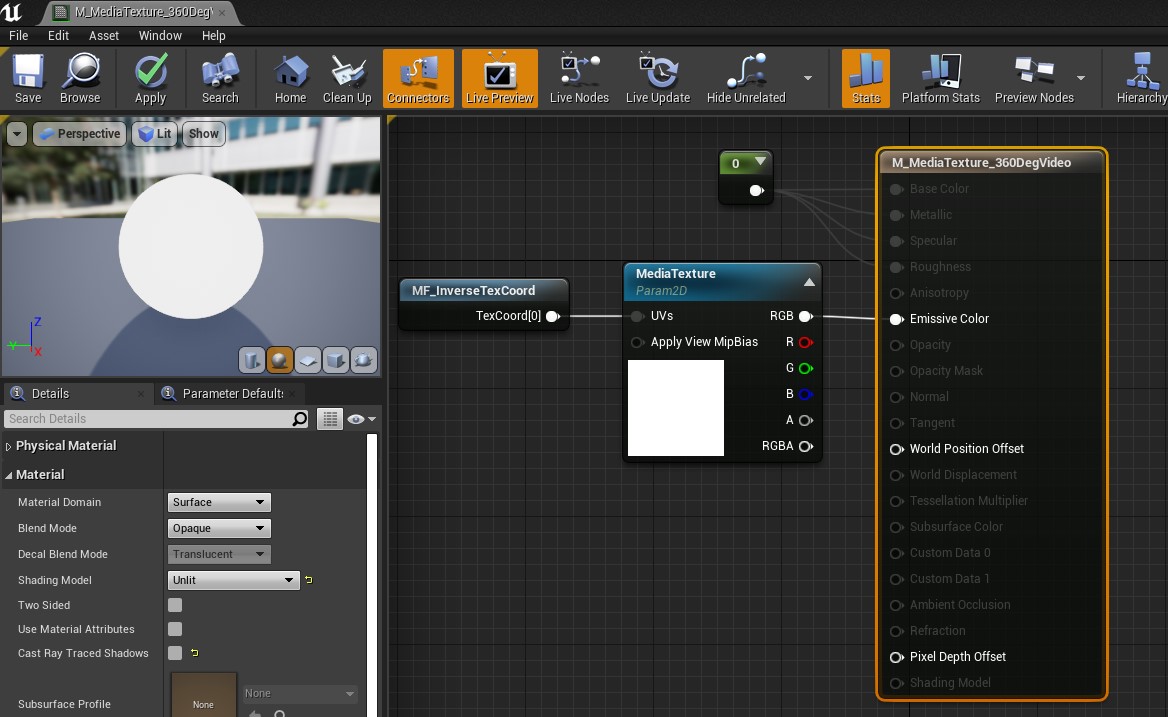 M_MediaTexture_360Deg
File Edit Asset Window Help
Save Browse Apply Search Home Clean Up Connectors Live Preview Live Nodes Live Update Hide Unrelated Stats Platform Stats Preview Nodes Hierarchy
Perspective Lit Show
Z
Y
X
Details Parameter Defaults
Search Details
Physical Material
Material
Material Domain Surface
Blend Mode Opaque
Decal Blend Mode Translucent
Shading Model Unlit
Two Sided
Use Material Attributes
Cast Ray Traced Shadows
Subsurface Profile None None
0
MF_InverseTexCoord
TexCoord[0]
MediaTexture
Param2D
UVs RGB
Apply View MipBias R
G
B
A
RGBA
M_MediaTexture_360DegVideo
Base Color
Metallic
Specular
Roughness
Anisotropy
Emissive Color
Opacity
Opacity Mask
Normal
Tangent
World Position Offset
World Displacement
Tessellation Multiplier
Subsurface Color
Custom Data 0
Custom Data 1
Ambient Occlusion
Refraction
Pixel Depth Offset
Shading Model